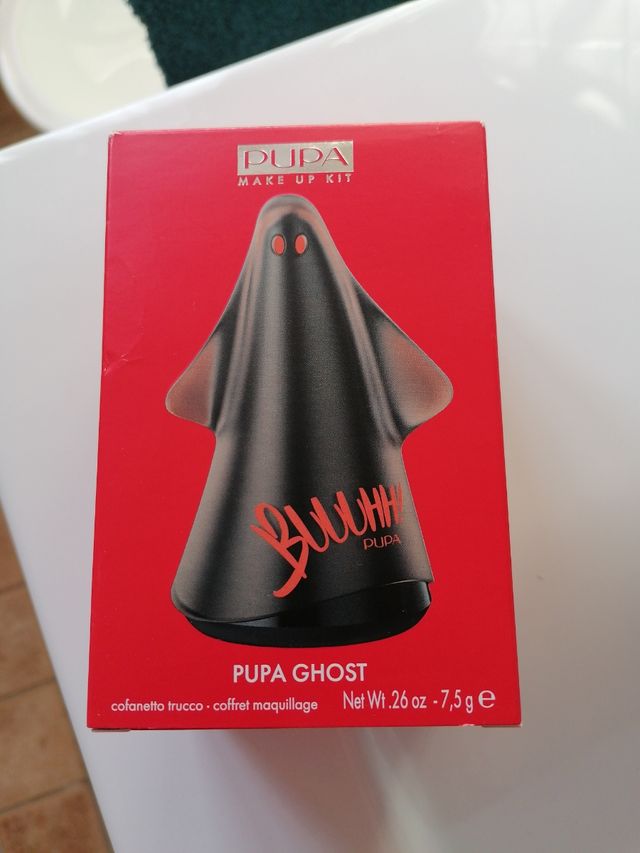 PUPA
MAKE UP KIT
BUUUHH!
PUPA
PUPA GHOST
cofanetto trucco · coffret maquillage Net Wt .26 oz - 7,5 g ℮